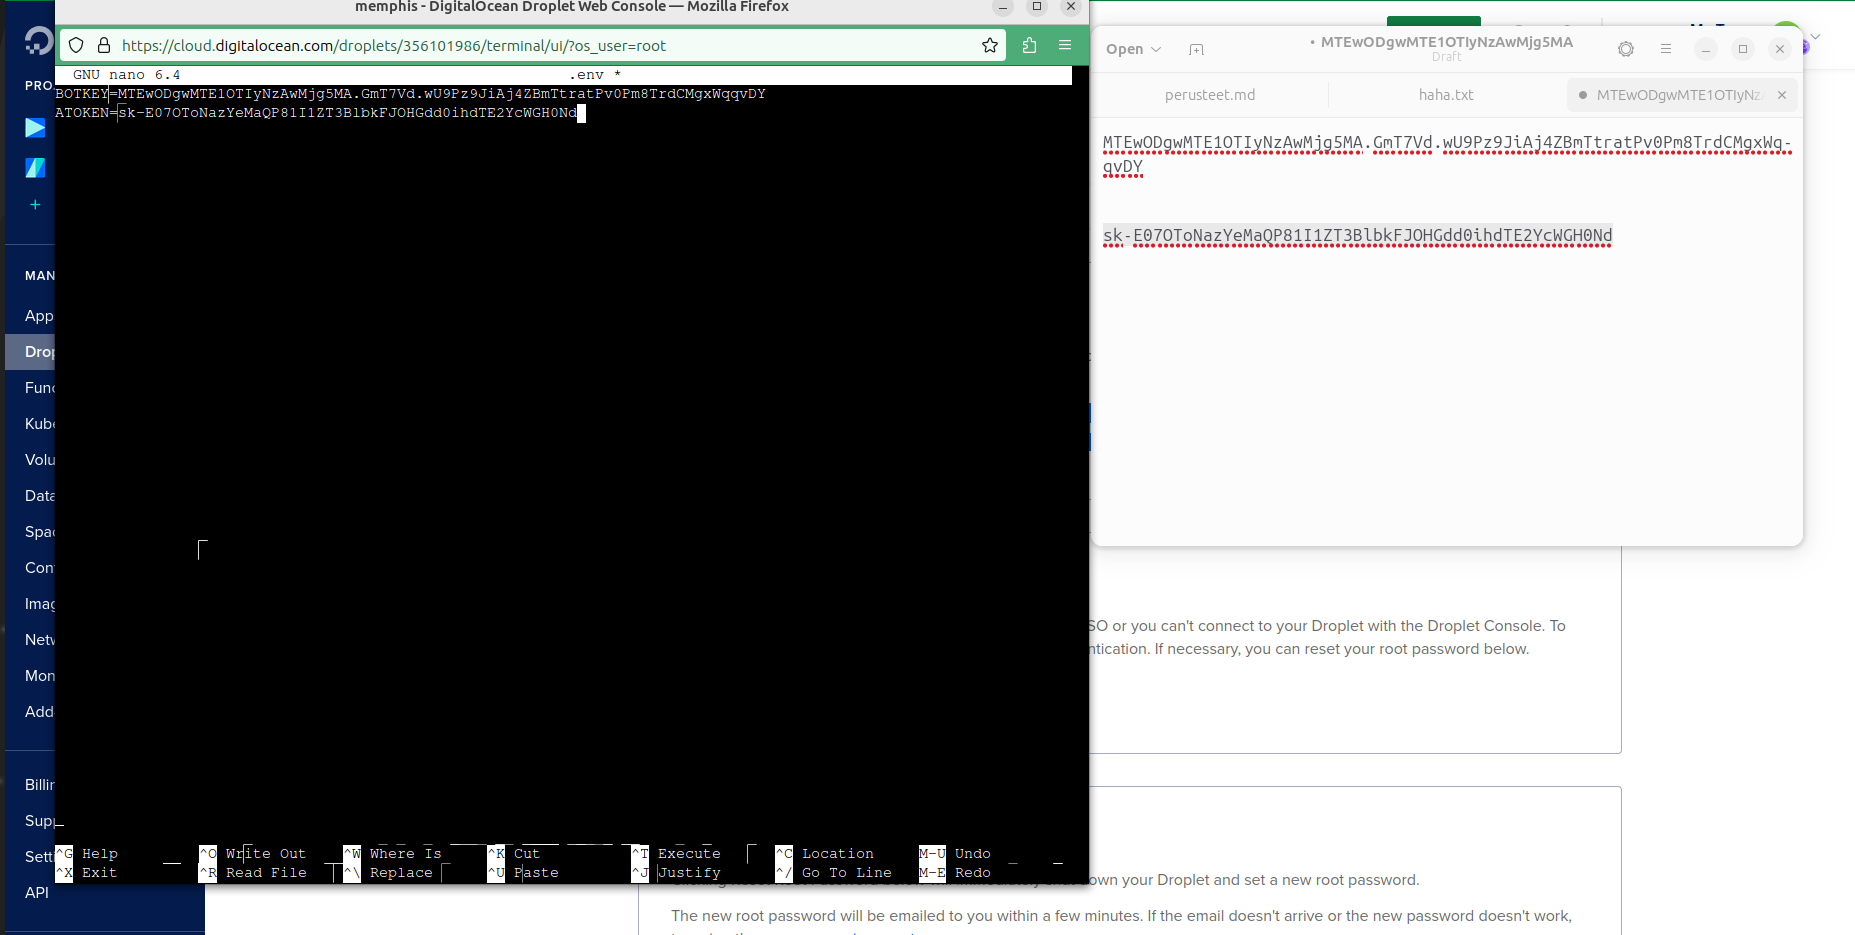 memphis - DigitalOcean Droplet Web Console — Mozilla Firefox
https://cloud.digitalocean.com/droplets/356101986/terminal/ui/?os_user=root
GNU nano 6.4 .env *
BOTKEY=MTEwODgwMTE1OTIyNzAwMjg5MA.GmT7Vd.wU9Pz9JiAj4ZBmTtratPv0Pm8TrdCMgxWqqvDY
ATOKEN=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
^G Help ^O Write Out ^W Where Is ^K Cut ^T Execute ^C Location M-U Undo
^X Exit ^R Read File ^\ Replace ^U Paste ^J Justify ^/ Go To Line M-E Redo
PRO
MAN
App
Drop
Func
Kube
Volu
Data
Spac
Con
Imag
Netw
Mon
Add
Billin
Supp
Setti
API
Open
• MTEwODgwMTE1OTIyNzAwMjg5MA
Draft
perusteet.md haha.txt ● MTEwODgwMTE1OTIyNz
MTEwODgwMTE1OTIyNzAwMjg5MA.GmT7Vd.wU9Pz9JiAj4ZBmTtratPv0Pm8TrdCMgxWq-
qvDY
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
SO or you can't connect to your Droplet with the Droplet Console. To
ntication. If necessary, you can reset your root password below.
own your Droplet and set a new root password.
The new root password will be emailed to you within a few minutes. If the email doesn't arrive or the new password doesn't work,